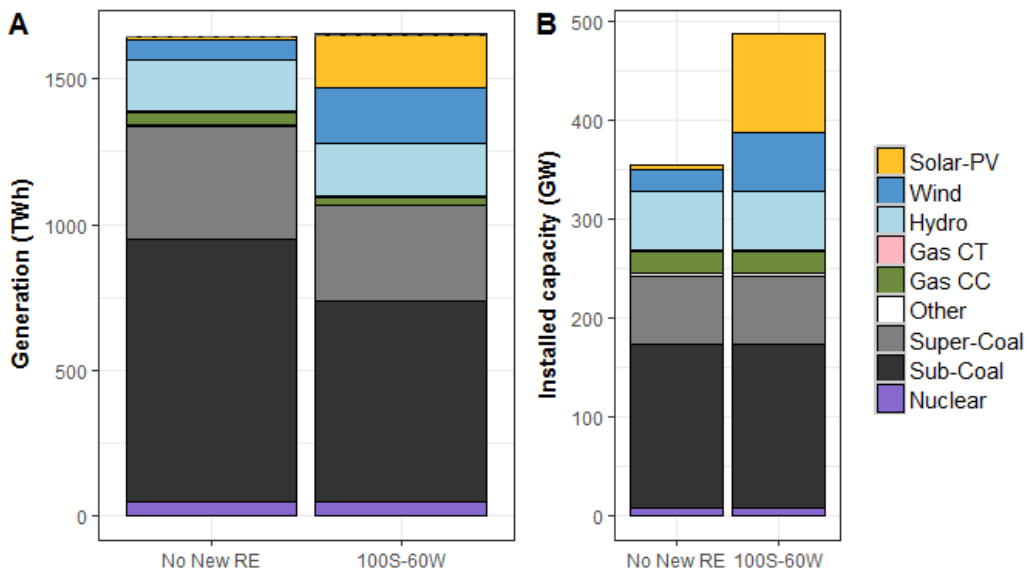 A
Generation (TWh)
1500
1000
500
0
No New RE
100S-60W
B
Installed capacity (GW)
500
400
300
200
100
0
No New RE
100S-60W
Solar-PV
Wind
Hydro
Gas CT
Gas CC
Other
Super-Coal
Sub-Coal
Nuclear